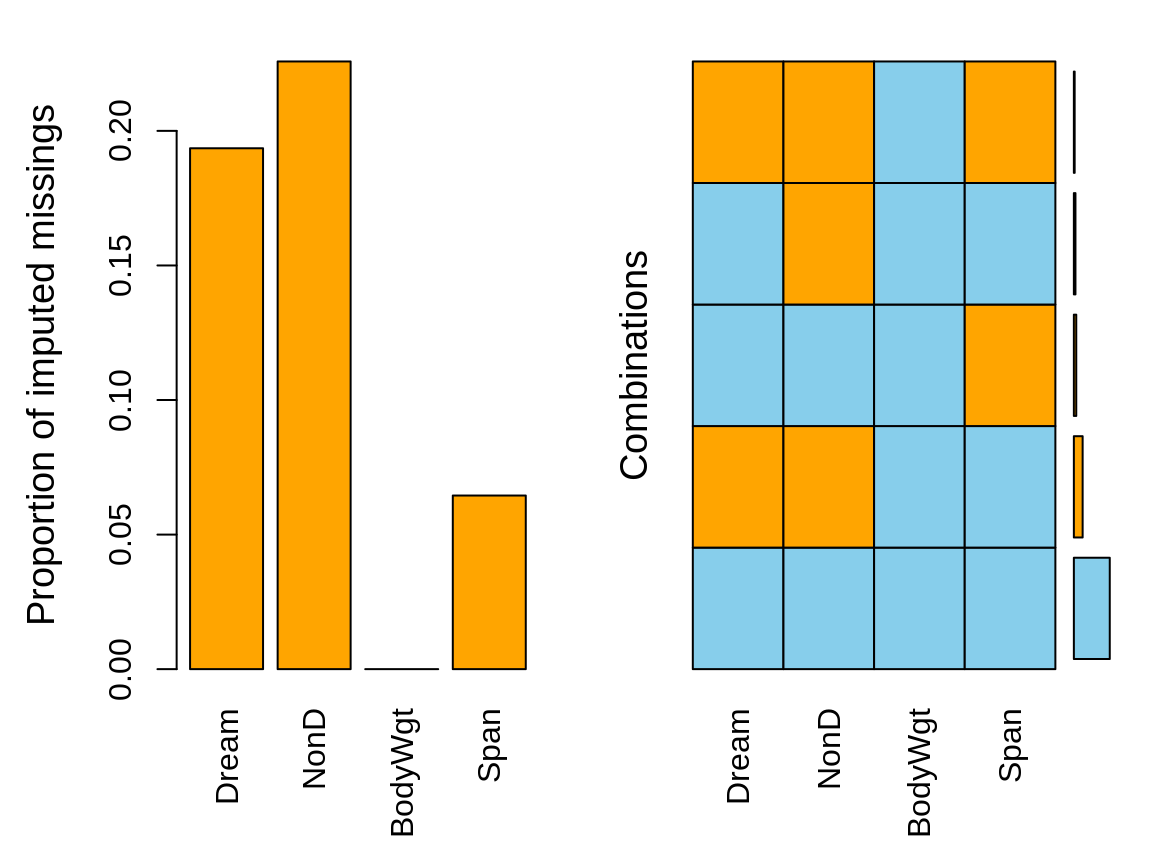 Proportion of imputed missings
0.20
0.15
0.10
0.05
0.00
Dream
NonD
BodyWgt
Span
Combinations
Dream
NonD
BodyWgt
Span